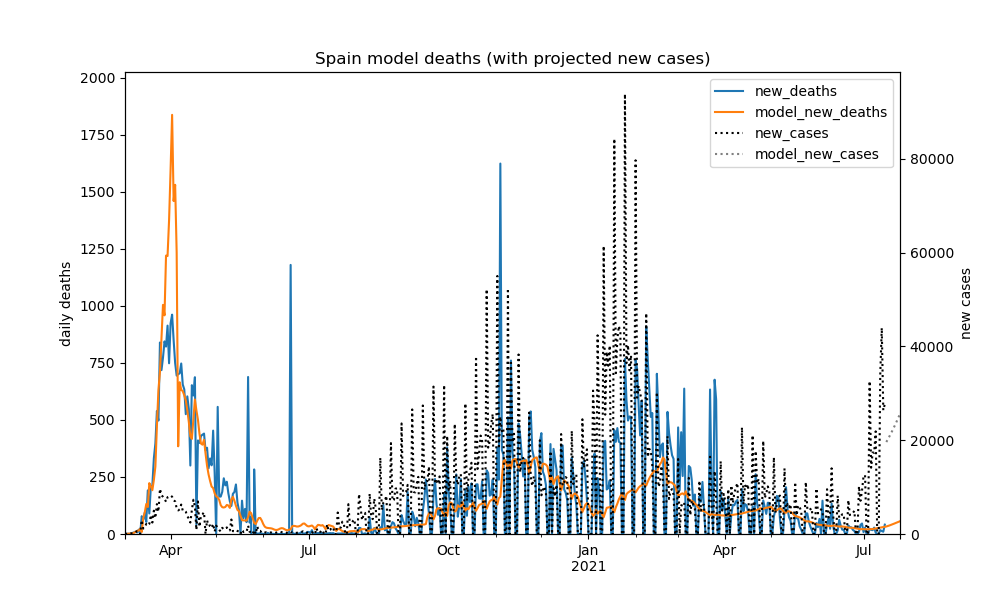 Spain model deaths (with projected new cases)
new_deaths
model_new_deaths
new_cases
model_new_cases
daily deaths
2000
1750
1500
1250
1000
750
500
250
0
80000
60000
40000
20000
0
new cases
Apr
Jul
Oct
Jan
2021
Apr
Jul